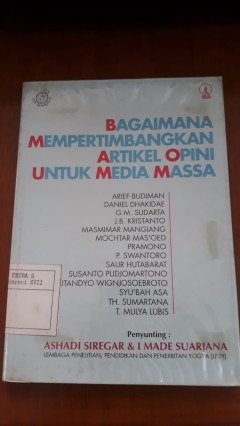 BAGAIMANA
MEMPERTIMBANGKAN
ARTIKEL OPINI
UNTUK MEDIA MASSA
ARIEF BUDIMAN
DANIEL DHAKIDAE
G.M. SUDARTA
J.B. KRISTANTO
MASMIMAR MANGIANG
MOCHTAR MAS'OED
PRAMONO
P. SWANTORO
SAUR HUTABARAT
SUSANTO PUDJOMARTONO
TANDYO WIGNJOSOEBROTO
SYU'BAH ASA
TH. SUMARTANA
T. MULYA LUBIS
Penyunting :
ASHADI SIREGAR & I MADE SUARJANA
LEMBAGA PENELITIAN, PENDIDIKAN DAN PENERBITAN YOGYA (LP3Y)